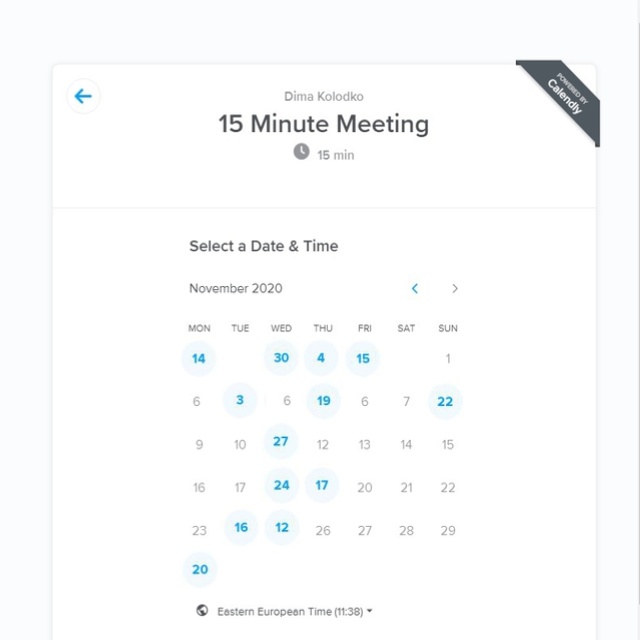 POWERED BY
Calendly
Dima Kolodko
15 Minute Meeting
15 min
Select a Date & Time
November 2020
MON TUE WED THU FRI SAT SUN
14 30 4 15 1
6 3 6 19 6 7 22
9 10 27 12 13 14 15
16 17 24 17 20 21 22
23 16 12 26 27 28 29
20
Eastern European Time (11:38)